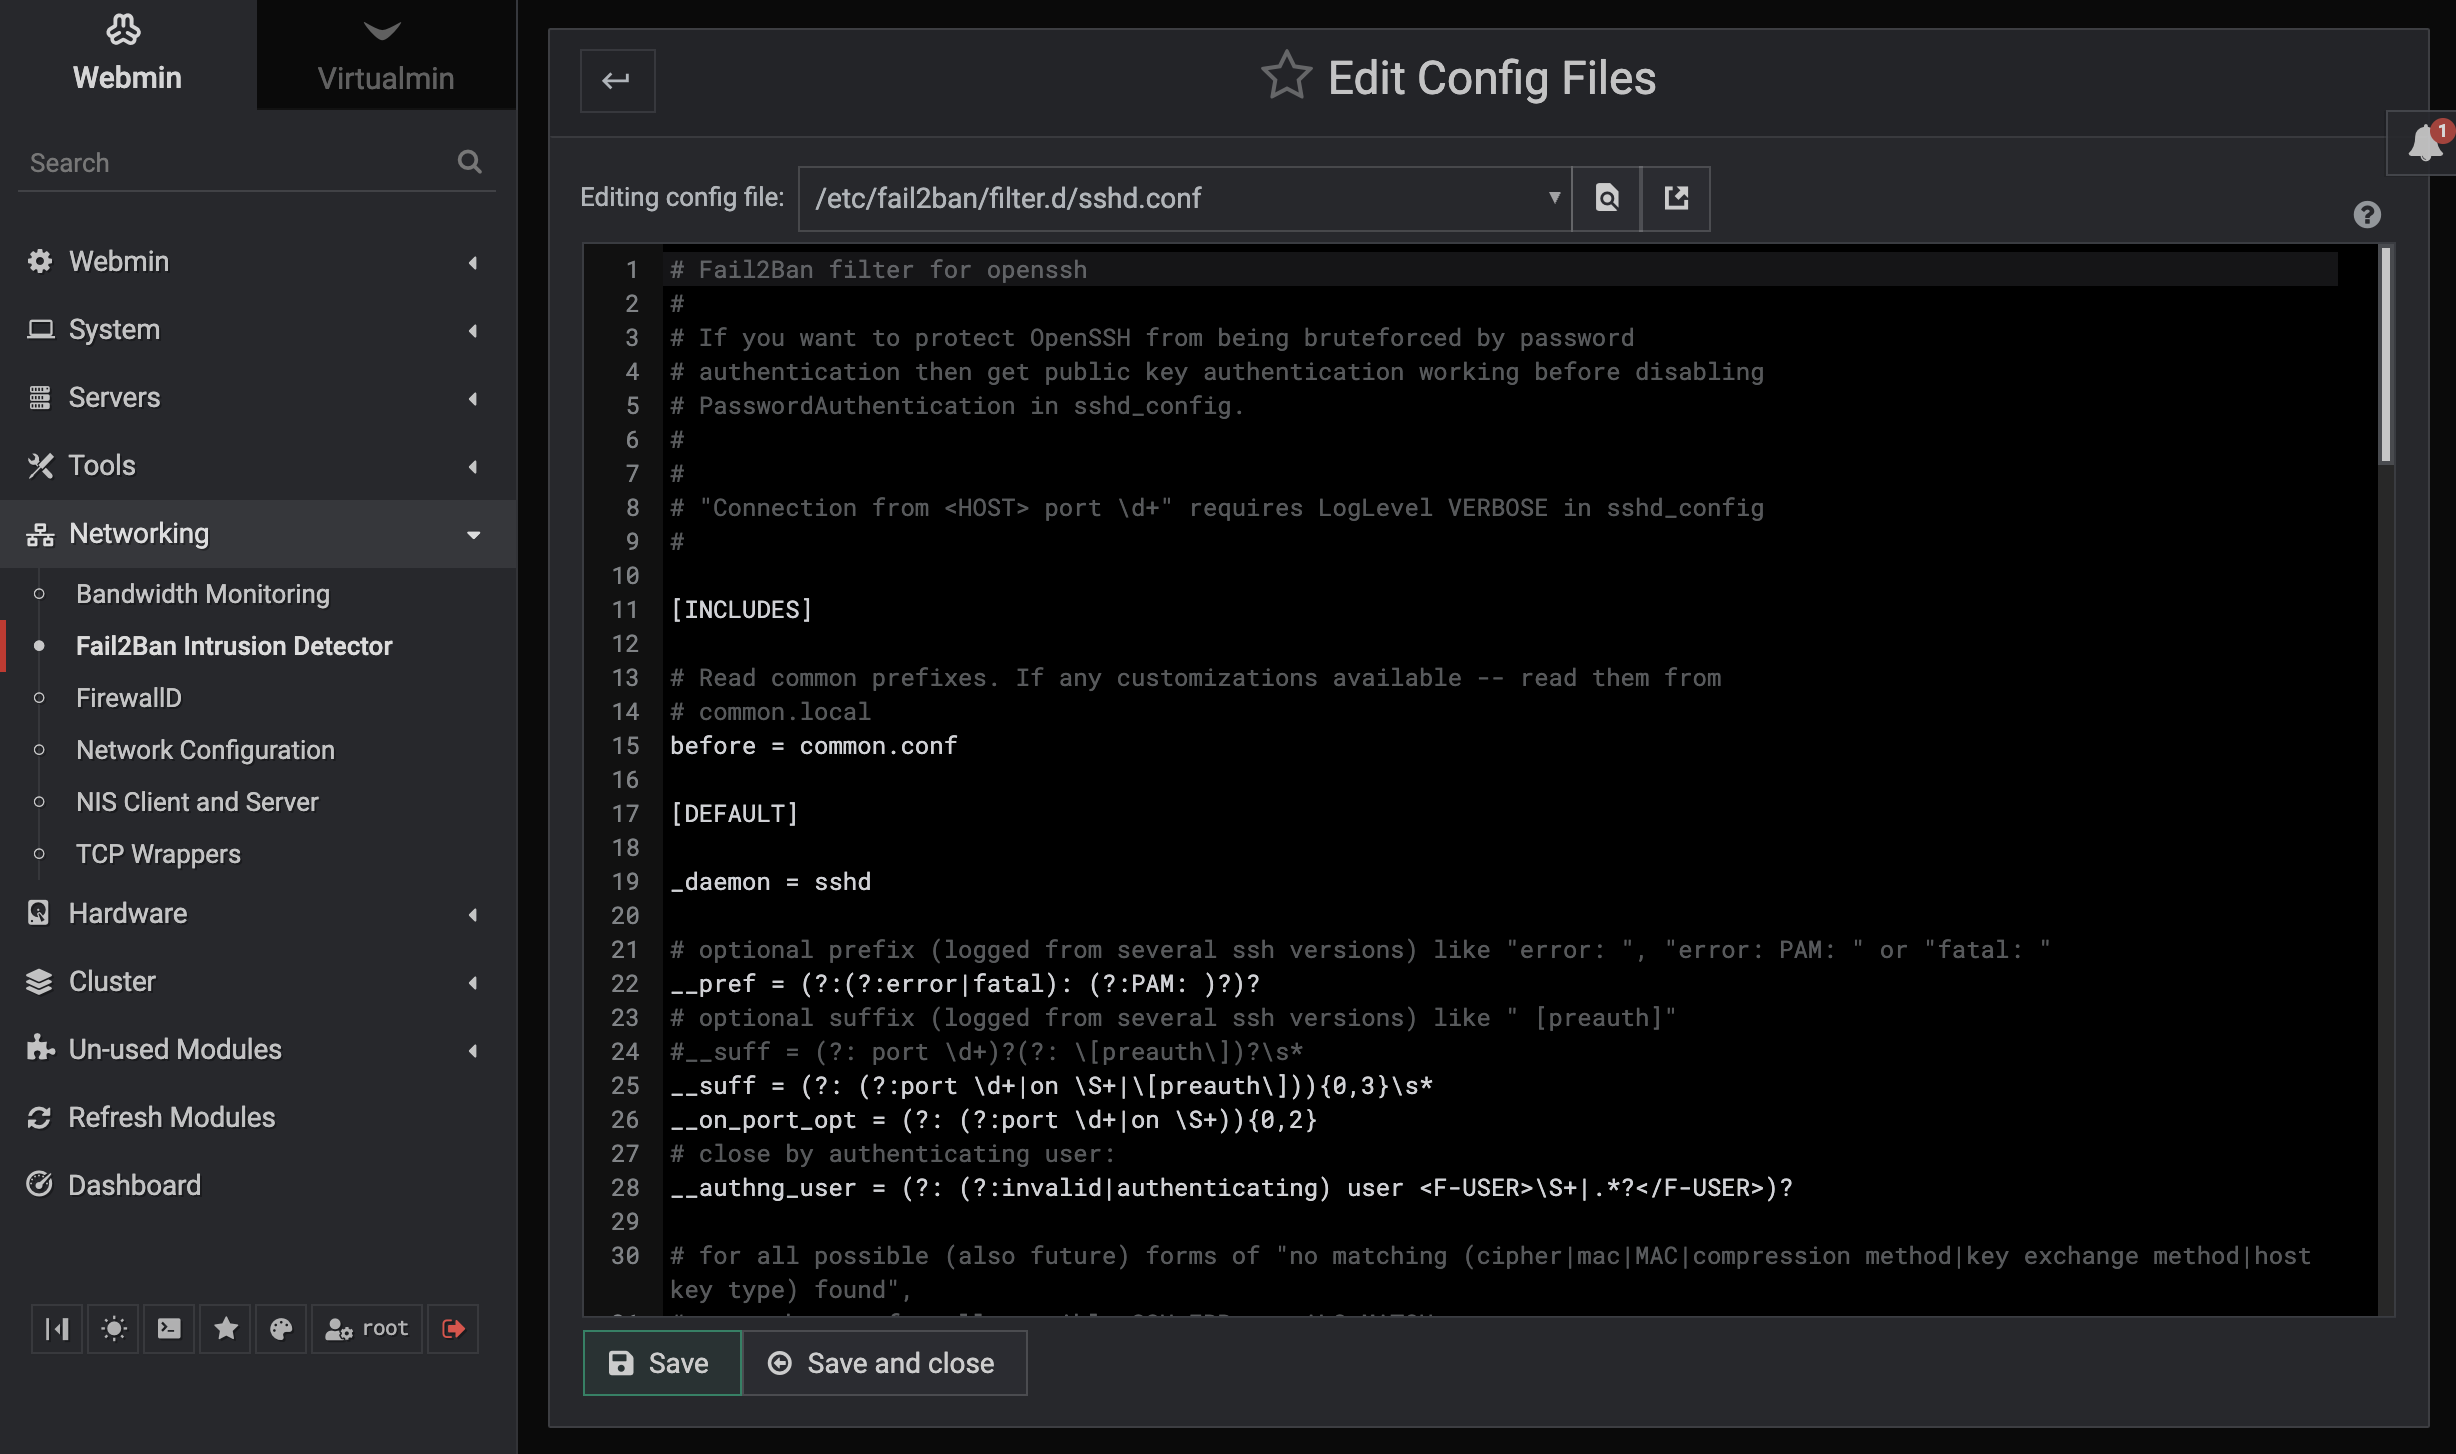 Webmin
Virtualmin
Search
Webmin
System
Servers
Tools
Networking
Bandwidth Monitoring
Fail2Ban Intrusion Detector
FirewallD
Network Configuration
NIS Client and Server
TCP Wrappers
Hardware
Cluster
Un-used Modules
Refresh Modules
Dashboard
root
Edit Config Files
1
Editing config file: /etc/fail2ban/filter.d/sshd.conf
1 # Fail2Ban filter for openssh
2 #
3 # If you want to protect OpenSSH from being bruteforced by password
4 # authentication then get public key authentication working before disabling
5 # PasswordAuthentication in sshd_config.
6 #
7 #
8 # "Connection from <HOST> port \d+" requires LogLevel VERBOSE in sshd_config
9 #
10
11 [INCLUDES]
12
13 # Read common prefixes. If any customizations available -- read them from
14 # common.local
15 before = common.conf
16
17 [DEFAULT]
18
19 _daemon = sshd
20
21 # optional prefix (logged from several ssh versions) like "error: ", "error: PAM: " or "fatal: "
22 __pref = (?:(?:error|fatal): (?:PAM: )?)?
23 # optional suffix (logged from several ssh versions) like " [preauth]"
24 #__suff = (?: port \d+)?(?: \[preauth\])?\s*
25 __suff = (?: (?:port \d+|on \S+|\[preauth\])){0,3}\s*
26 __on_port_opt = (?: (?:port \d+|on \S+)){0,2}
27 # close by authenticating user:
28 __authng_user = (?: (?:invalid|authenticating) user <F-USER>\S+|.*?</F-USER>)?
29
30 # for all possible (also future) forms of "no matching (cipher|mac|MAC|compression method|key exchange method|host
key type) found",
Save
Save and close